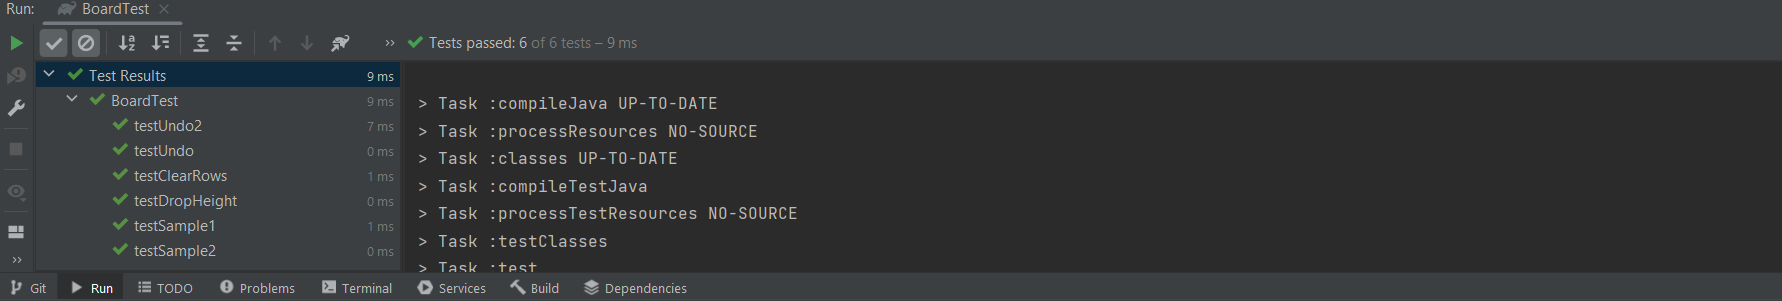 Run: BoardTest
Tests passed: 6 of 6 tests – 9 ms
Test Results 9 ms
BoardTest 9 ms
testUndo2 7 ms
testUndo 0 ms
testClearRows 1 ms
testDropHeight 0 ms
testSample1 1 ms
testSample2 0 ms
> Task :compileJava UP-TO-DATE
> Task :processResources NO-SOURCE
> Task :classes UP-TO-DATE
> Task :compileTestJava
> Task :processTestResources NO-SOURCE
> Task :testClasses
> Task :test
Git Run TODO Problems Terminal Services Build Dependencies